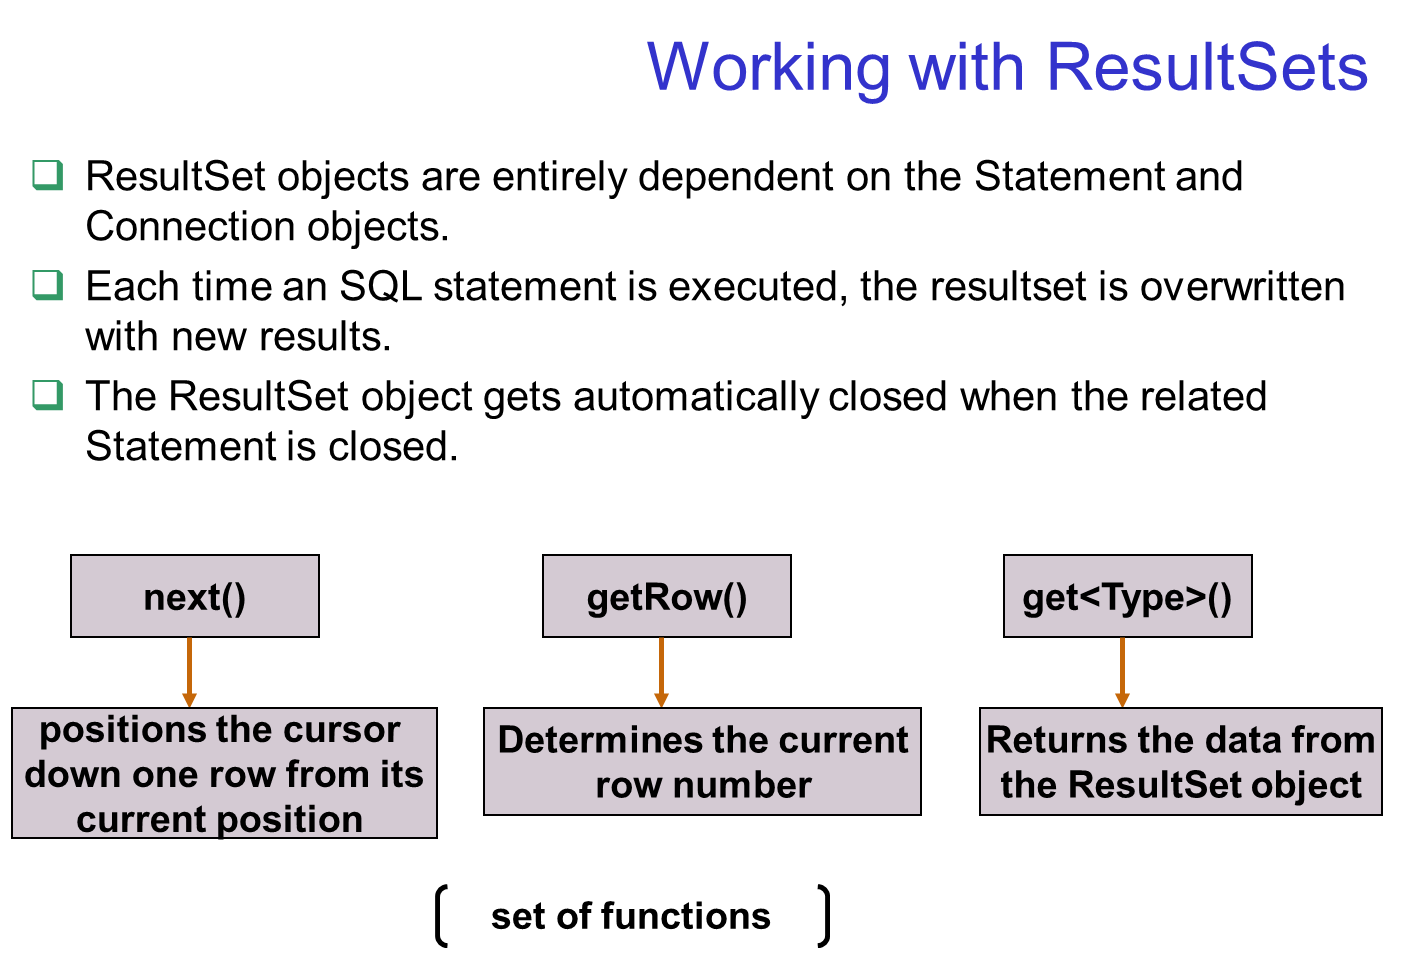 Working with ResultSets
ResultSet objects are entirely dependent on the Statement and
Connection objects.
Each time an SQL statement is executed, the resultset is overwritten
with new results.
The ResultSet object gets automatically closed when the related
Statement is closed.
next()
getRow()
get<Type>()
positions the cursor
down one row from its
current position
Determines the current
row number
Returns the data from
the ResultSet object
set of functions